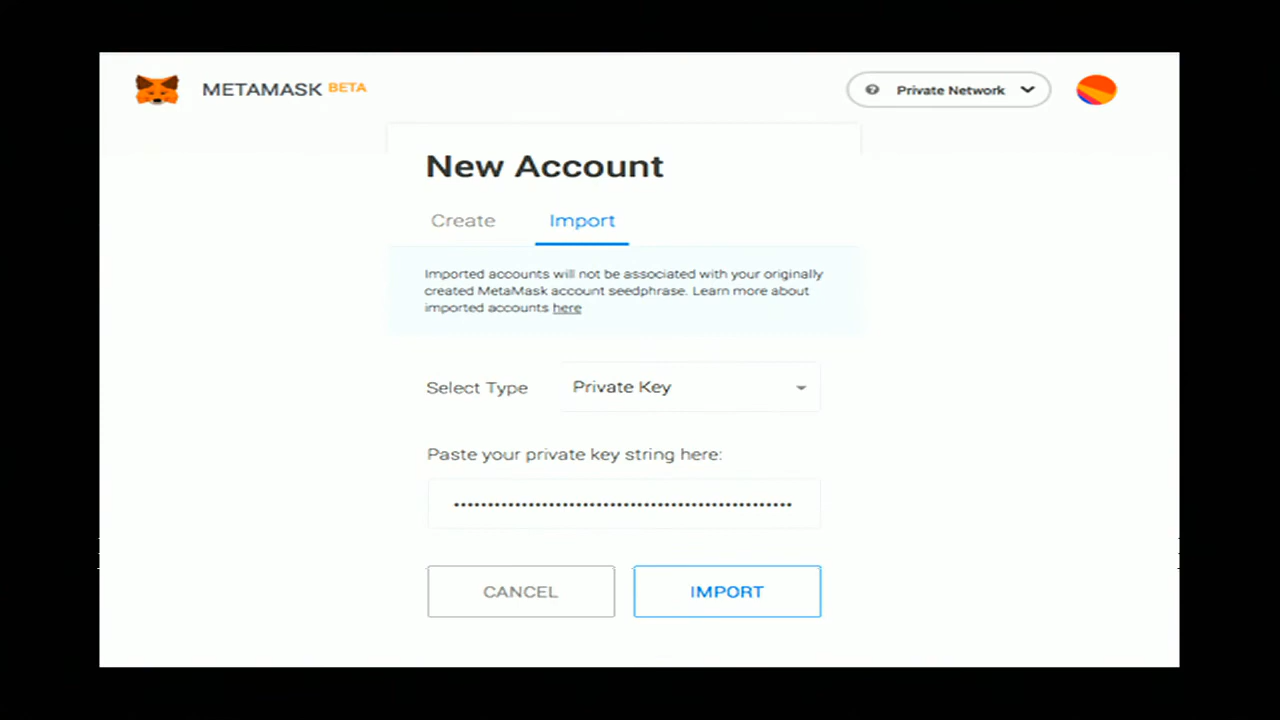 METAMASK BETA
Private Network
New Account
Create Import
Imported accounts will not be associated with your originally
created MetaMask account seedphrase. Learn more about
imported accounts here
Select Type Private Key
Paste your private key string here:
CANCEL IMPORT